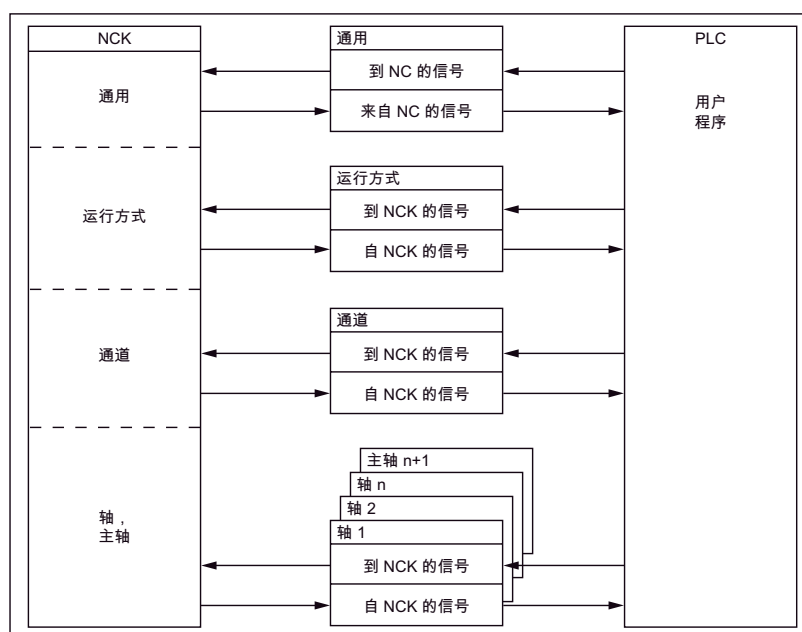 NCK
通用
PLC
到 NC 的信号
来自 NC 的信号
通用
用户
程序
运行方式
到 NCK 的信号
自 NCK 的信号
运行方式
通道
到 NCK 的信号
自 NCK 的信号
通道
主轴 n+1
轴 n
轴 2
轴 1
到 NCK 的信号
自 NCK 的信号
轴，
主轴